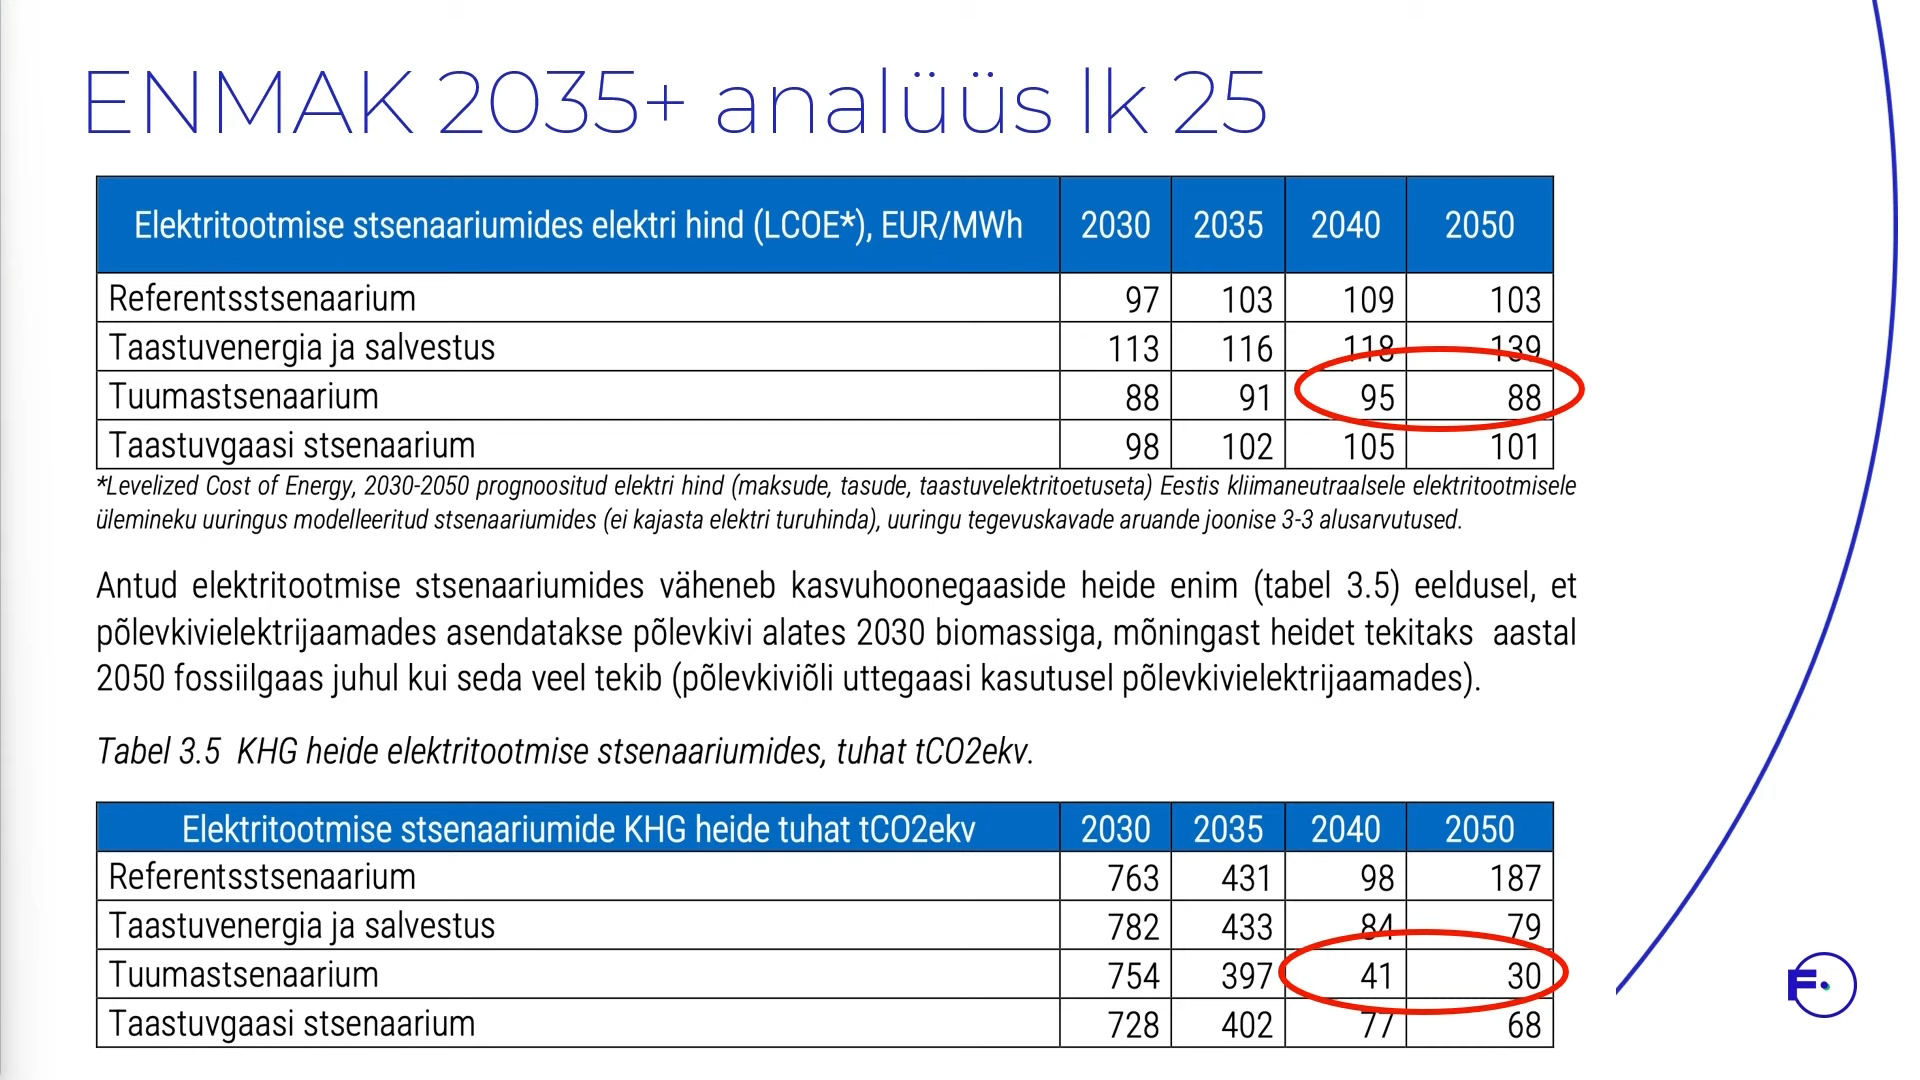 ENMAK 2035+ analüüs lk 25
Elektritootmise stsenaariumides elektri hind (LCOE*), EUR/MWh 2030 2035 2040 2050
Referentsstsenaarium 97 103 109 103
Taastuvenergia ja salvestus 113 116 118 139
Tuumastsenaarium 88 91 95 88
Taastuvgaasi stsenaarium 98 102 105 101
*Levelized Cost of Energy, 2030-2050 prognoositud elektri hind (maksude, tasude, taastuvelektritoetuseta) Eestis kliimaneutraalsele elektritootmisele
ülemineku uuringus modelleeritud stsenaariumides (ei kajasta elektri turuhinda), uuringu tegevuskavade aruande joonise 3-3 alusarvutused.
Antud elektritootmise stsenaariumides väheneb kasvuhoonegaaside heide enim (tabel 3.5) eeldusel, et
põlevkivielektrijaamades asendatakse põlevkivi alates 2030 biomassiga, mõningast heidet tekitaks aastal
2050 fossiilgaas juhul kui seda veel tekib (põlevkiviõli uttegaasi kasutusel põlevkivielektrijaamades).
Tabel 3.5 KHG heide elektritootmise stsenaariumides, tuhat tCO2ekv.
Elektritootmise stsenaariumide KHG heide tuhat tCO2ekv 2030 2035 2040 2050
Referentsstsenaarium 763 431 98 187
Taastuvenergia ja salvestus 782 433 84 79
Tuumastsenaarium 754 397 41 30
Taastuvgaasi stsenaarium 728 402 77 68
F